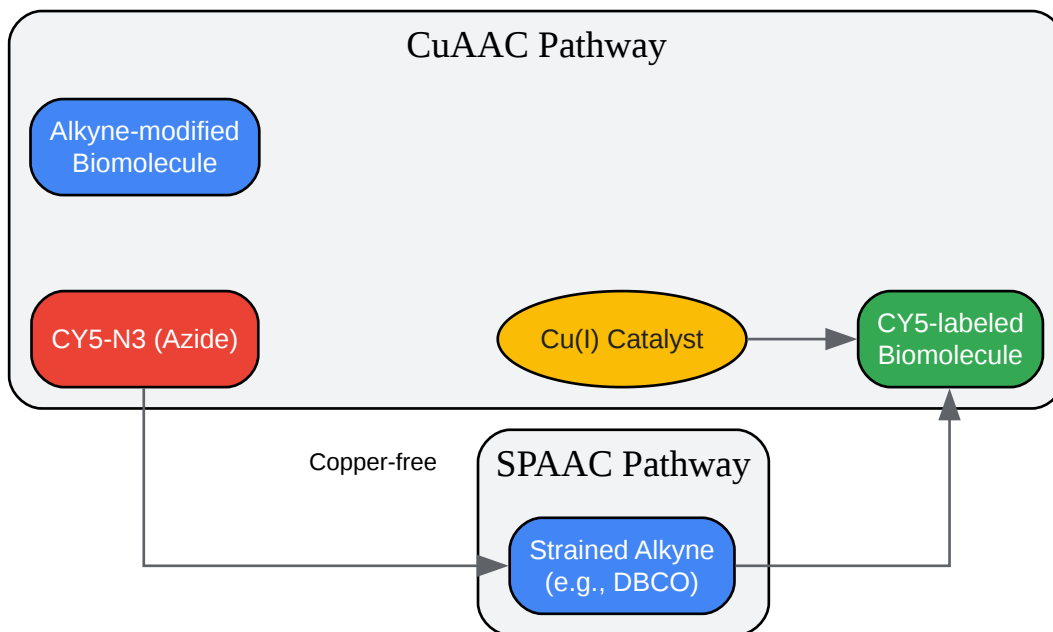 CuAAC Pathway
Alkyne-modified
Biomolecule
CY5-N3 (Azide)
Cu(I) Catalyst
CY5-labeled
Biomolecule
Copper-free
SPAAC Pathway
Strained Alkyne
(e.g., DBCO)